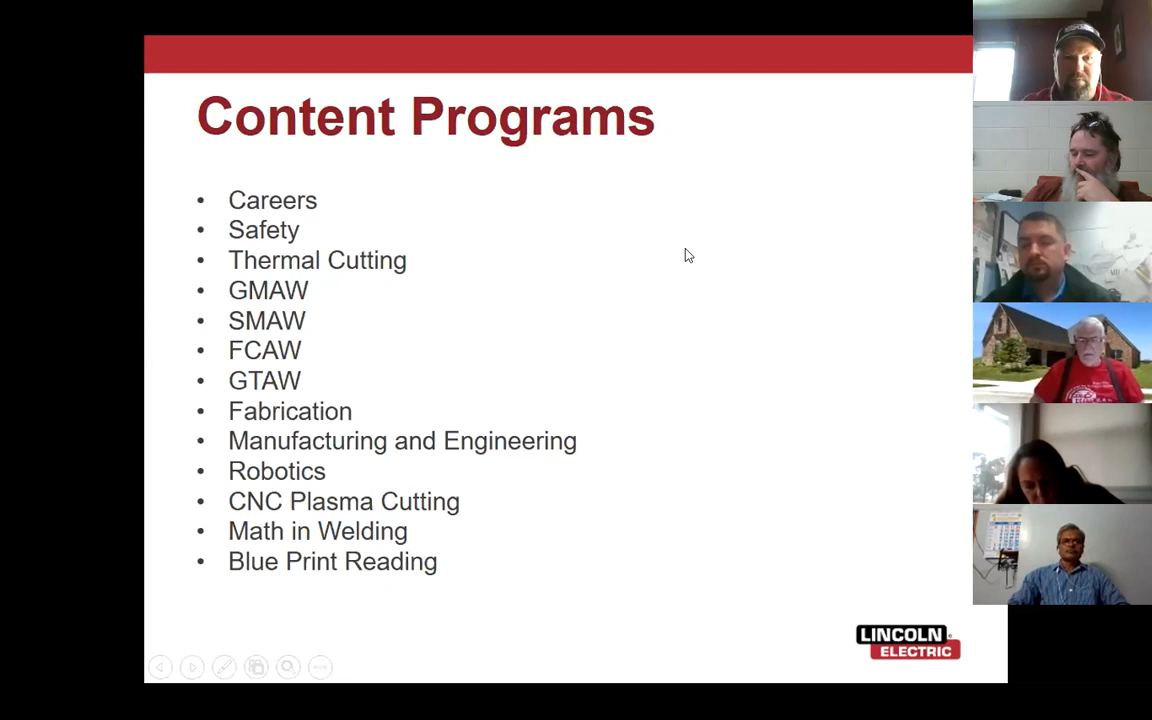 Content Programs
• Careers
• Safety
• Thermal Cutting
• GMAW
• SMAW
• FCAW
• GTAW
• Fabrication
• Manufacturing and Engineering
• Robotics
• CNC Plasma Cutting
• Math in Welding
• Blue Print Reading
LINCOLN
ELECTRIC